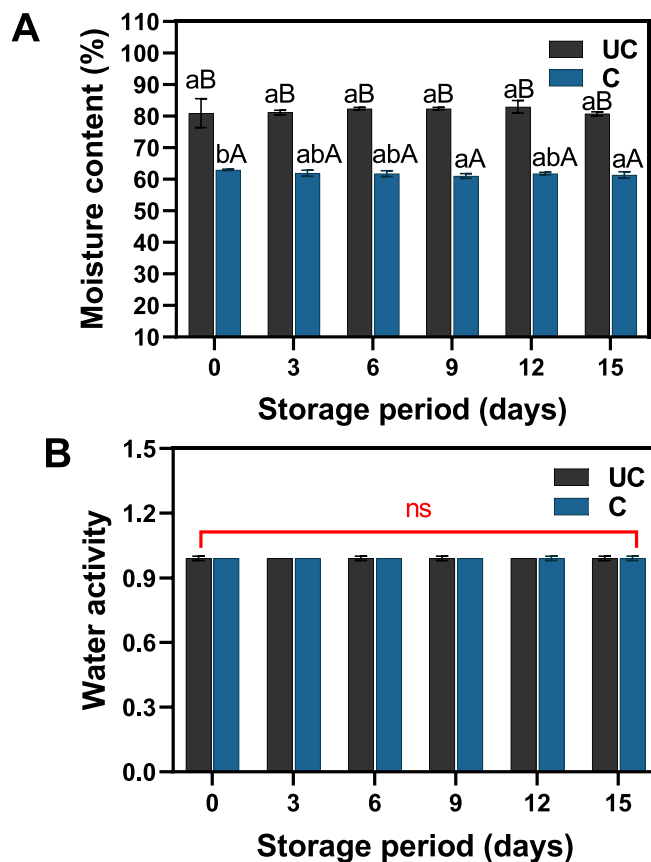 A
Moisture content (%)
110
100
90
80
70
60
50
40
30
20
10
UC
C
aB aB aB aB aB aB
bA abA abA aA abA aA
0 3 6 9 12 15
Storage period (days)
B
Water activity
1.5
1.2
0.9
0.6
0.3
0.0
UC
C
ns
0 3 6 9 12 15
Storage period (days)